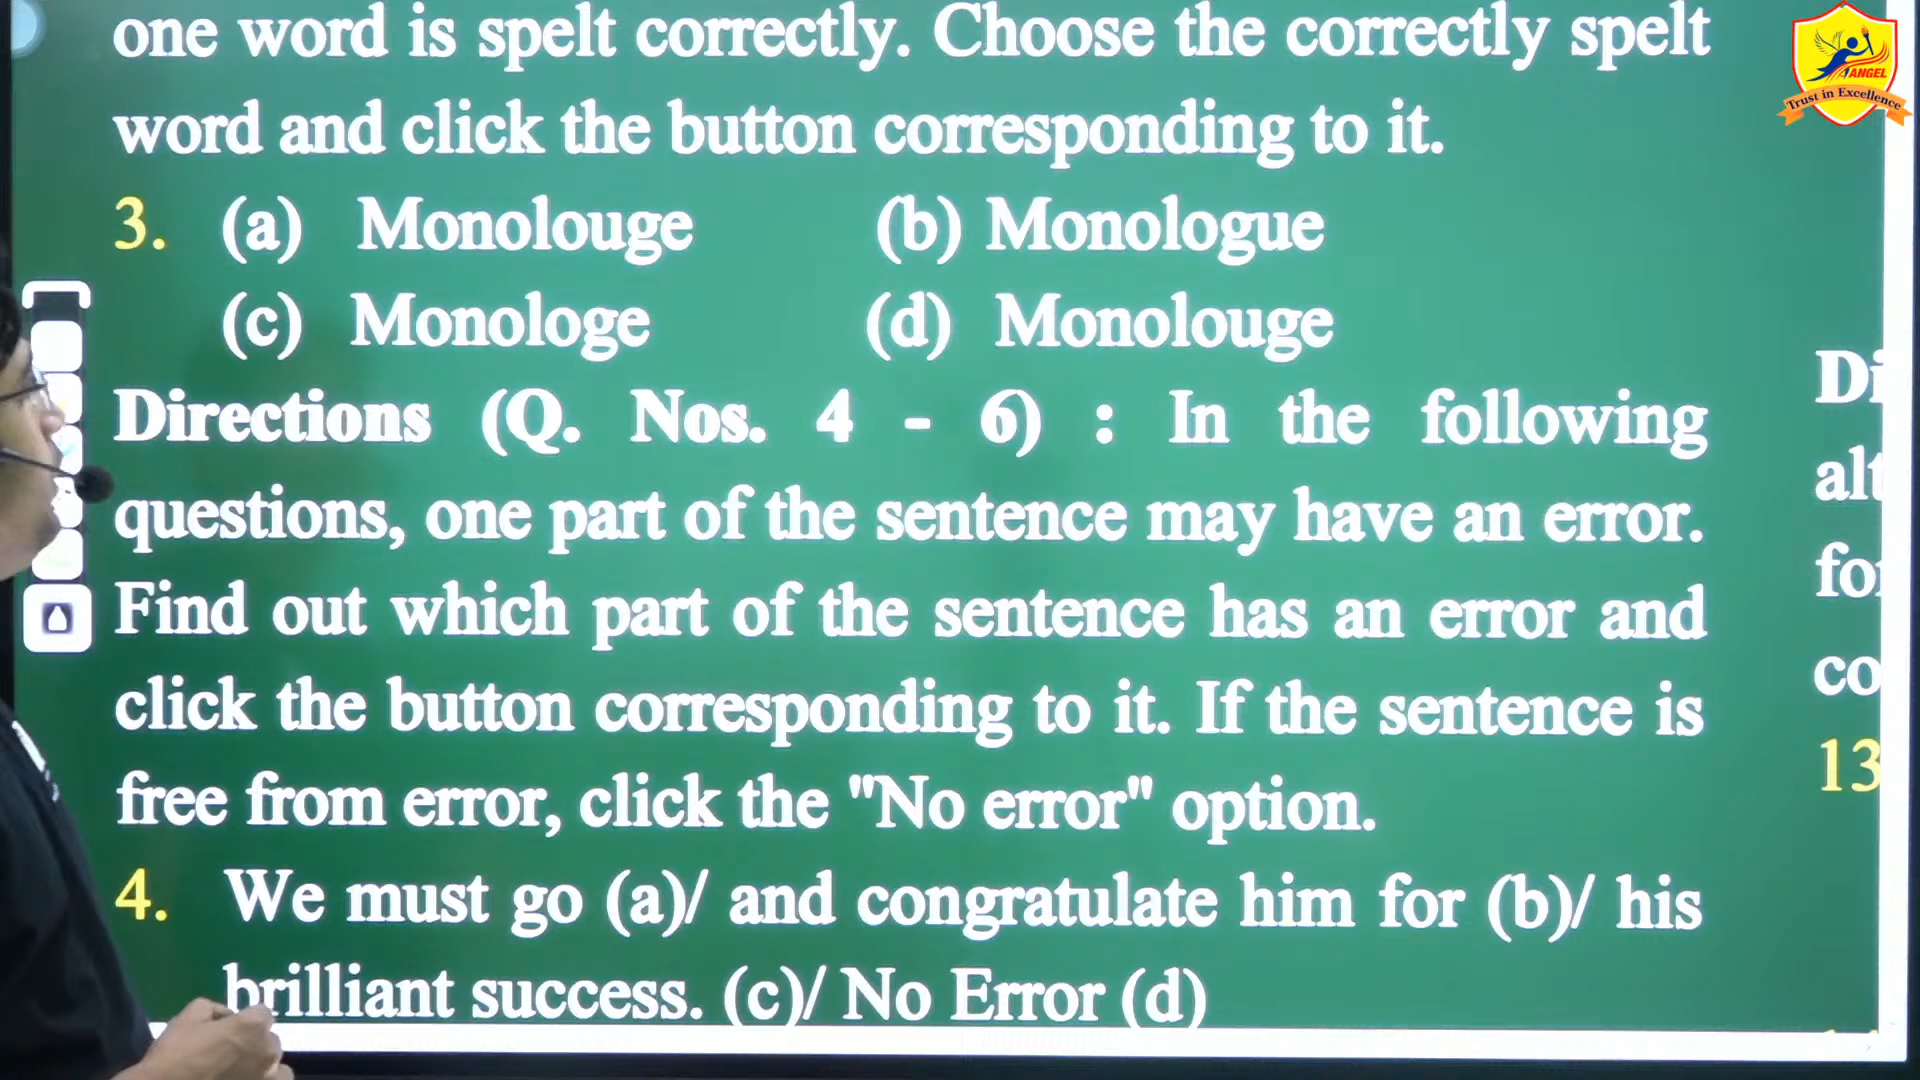 one word is spelt correctly. Choose the correctly spelt
word and click the button corresponding to it.
3. (a) Monolouge (b) Monologue
(c) Monologe (d) Monolouge
Directions (Q. Nos. 4 - 6) : In the following
questions, one part of the sentence may have an error.
Find out which part of the sentence has an error and
click the button corresponding to it. If the sentence is
free from error, click the "No error" option.
4. We must go (a)/ and congratulate him for (b)/ his
brilliant success. (c)/ No Error (d)
ANGEL
Trust in Excellence
Di
alt
for
co
13